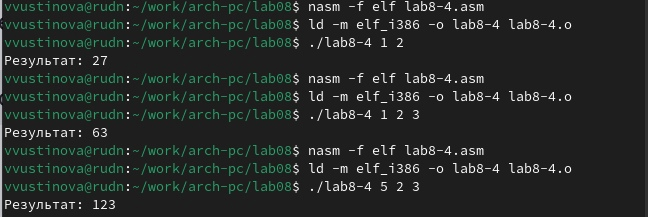 vvustinova@rudn:~/work/arch-pc/lab08$ nasm -f elf lab8-4.asm
vvustinova@rudn:~/work/arch-pc/lab08$ ld -m elf_i386 -o lab8-4 lab8-4.o
vvustinova@rudn:~/work/arch-pc/lab08$ ./lab8-4 1 2
Результат: 27
vvustinova@rudn:~/work/arch-pc/lab08$ nasm -f elf lab8-4.asm
vvustinova@rudn:~/work/arch-pc/lab08$ ld -m elf_i386 -o lab8-4 lab8-4.o
vvustinova@rudn:~/work/arch-pc/lab08$ ./lab8-4 1 2 3
Результат: 63
vvustinova@rudn:~/work/arch-pc/lab08$ nasm -f elf lab8-4.asm
vvustinova@rudn:~/work/arch-pc/lab08$ ld -m elf_i386 -o lab8-4 lab8-4.o
vvustinova@rudn:~/work/arch-pc/lab08$ ./lab8-4 5 2 3
Результат: 123